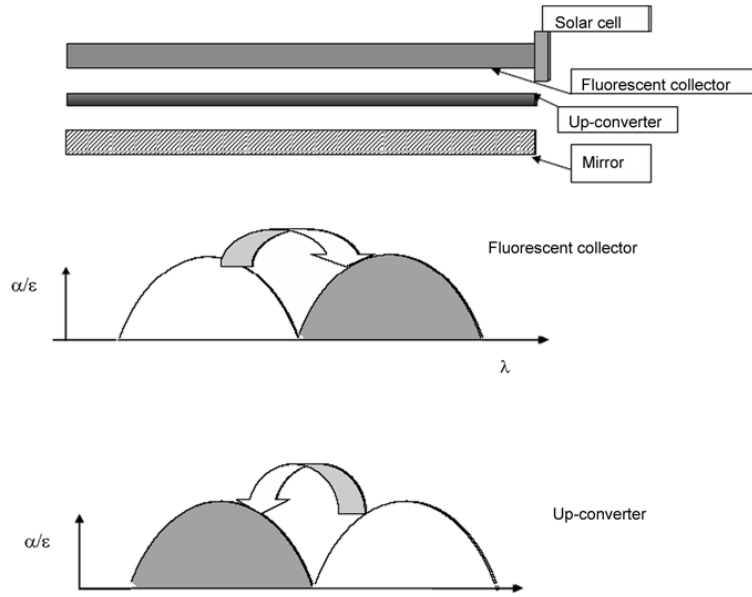 Solar cell
Fluorescent collector
Up-converter
Mirror
Fluorescent collector
α/ε
λ
Up-converter
α/ε